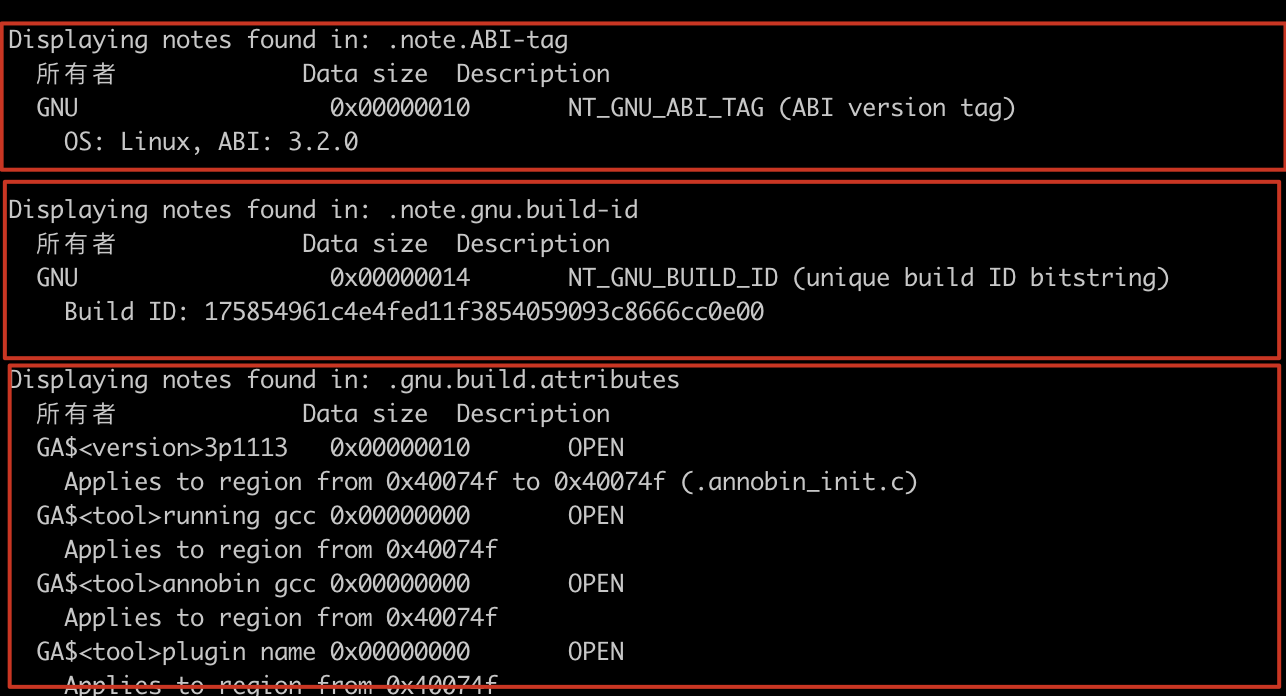 Displaying notes found in: .note.ABI-tag
所有者 Data size Description
GNU 0x00000010 NT_GNU_ABI_TAG (ABI version tag)
OS: Linux, ABI: 3.2.0
Displaying notes found in: .note.gnu.build-id
所有者 Data size Description
GNU 0x00000014 NT_GNU_BUILD_ID (unique build ID bitstring)
Build ID: 175854961c4e4fed11f3854059093c8666cc0e00
Displaying notes found in: .gnu.build.attributes
所有者 Data size Description
GA$<version>3p1113 0x00000010 OPEN
Applies to region from 0x40074f to 0x40074f (.annobin_init.c)
GA$<tool>running gcc 0x00000000 OPEN
Applies to region from 0x40074f
GA$<tool>annobin gcc 0x00000000 OPEN
Applies to region from 0x40074f
GA$<tool>plugin name 0x00000000 OPEN
Applies to region from 0x40074f